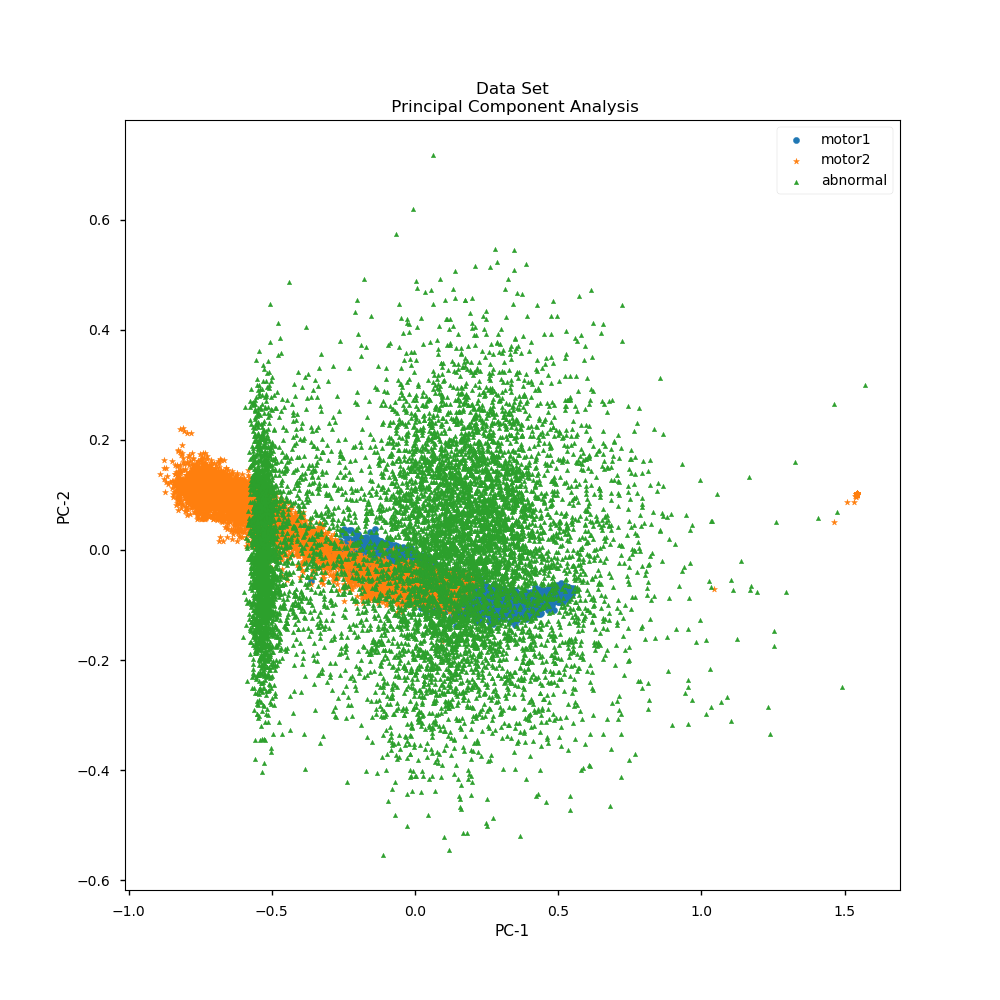 Data Set
Principal Component Analysis
motor1
motor2
abnormal
PC-2
0.6
0.4
0.2
0.0
−0.2
−0.4
−0.6
−1.0 −0.5 0.0 0.5 1.0 1.5
PC-1